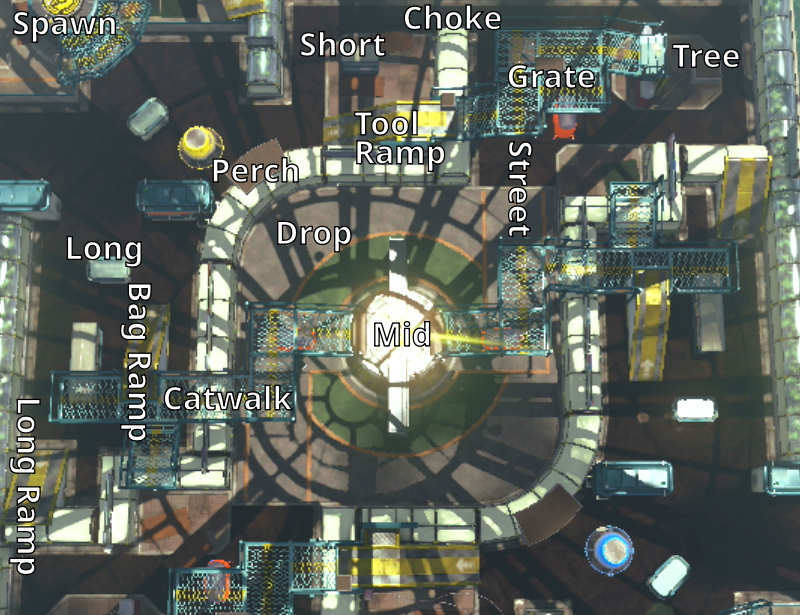 Spawn
Choke
Short
Tree
Grate
Tool
Ramp
Perch
Street
Drop
Long
Bag Ramp
Mid
Catwalk
Long Ramp